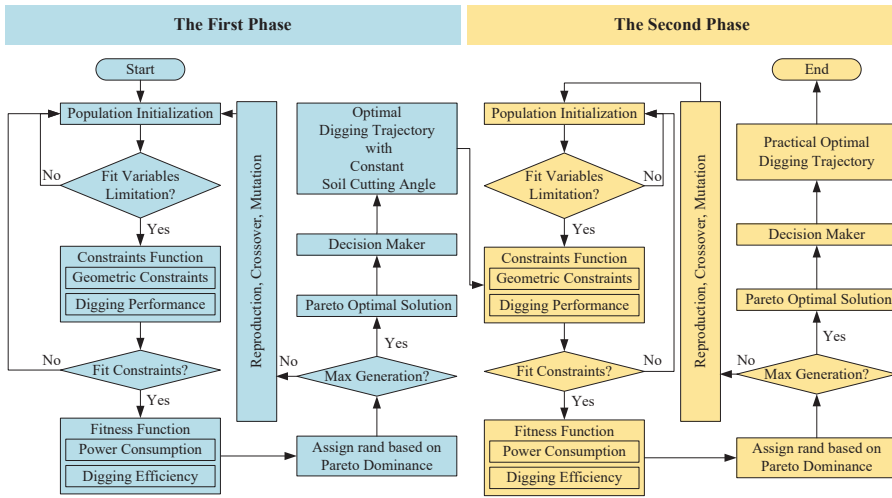 The First Phase
Start
Population Initialization
No
Fit Variables
Limitation?
Yes
Constraints Function
Geometric Constraints
Digging Performance
No
Fit Constraints?
Yes
Fitness Function
Power Consumption
Digging Efficiency
Reproduction, Crossover, Mutation
Optimal
Digging Trajectory
with
Constant
Soil Cutting Angle
Decision Maker
Pareto Optimal Solution
Yes
No
Max Generation?
Assign rand based on
Pareto Dominance
The Second Phase
Population Initialization
Fit Variables
Limitation?
No
Yes
Constraints Function
Geometric Constraints
Digging Performance
No
Fit Constraints?
Yes
Fitness Function
Power Consumption
Digging Efficiency
Reproduction, Crossover, Mutation
End
Practical Optimal
Digging Trajectory
Decision Maker
Pareto Optimal Solution
Yes
No
Max Generation?
Assign rand based on
Pareto Dominance